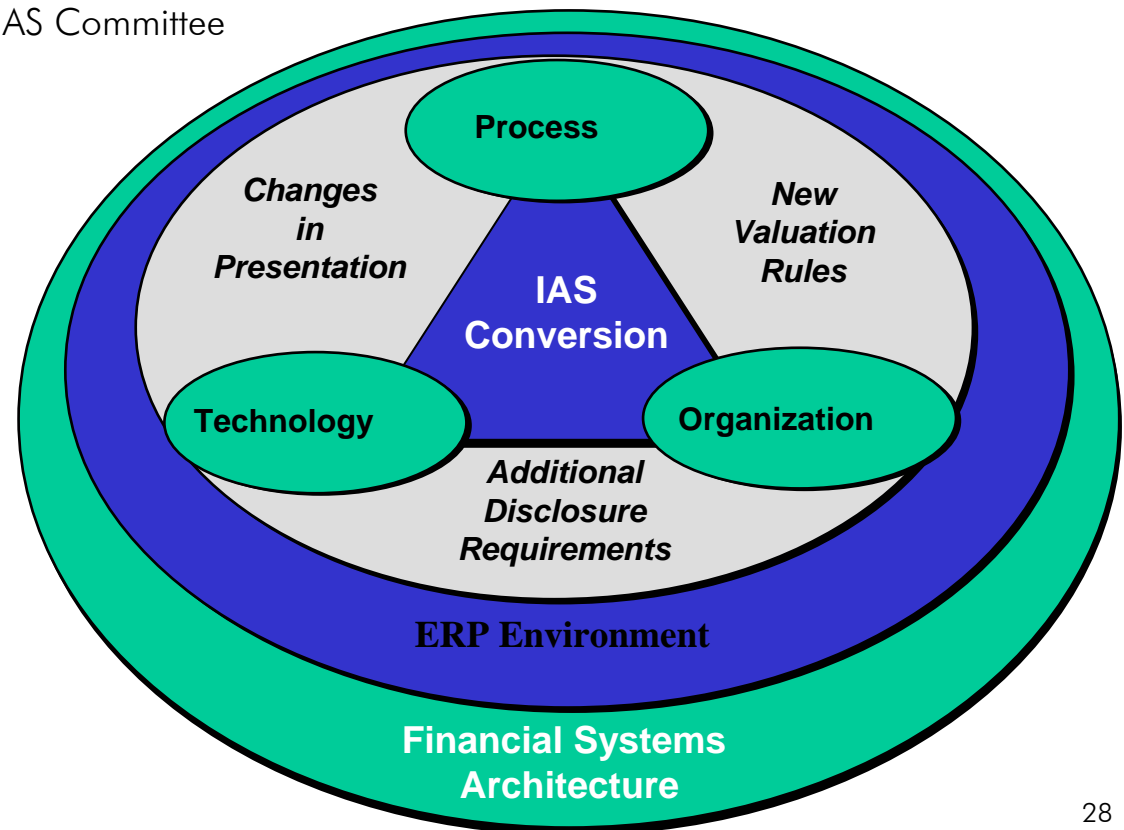 AS Committee
Process
Changes
in
Presentation
New
Valuation
Rules
IAS
Conversion
Technology
Organization
Additional
Disclosure
Requirements
ERP Environment
Financial Systems
Architecture
28